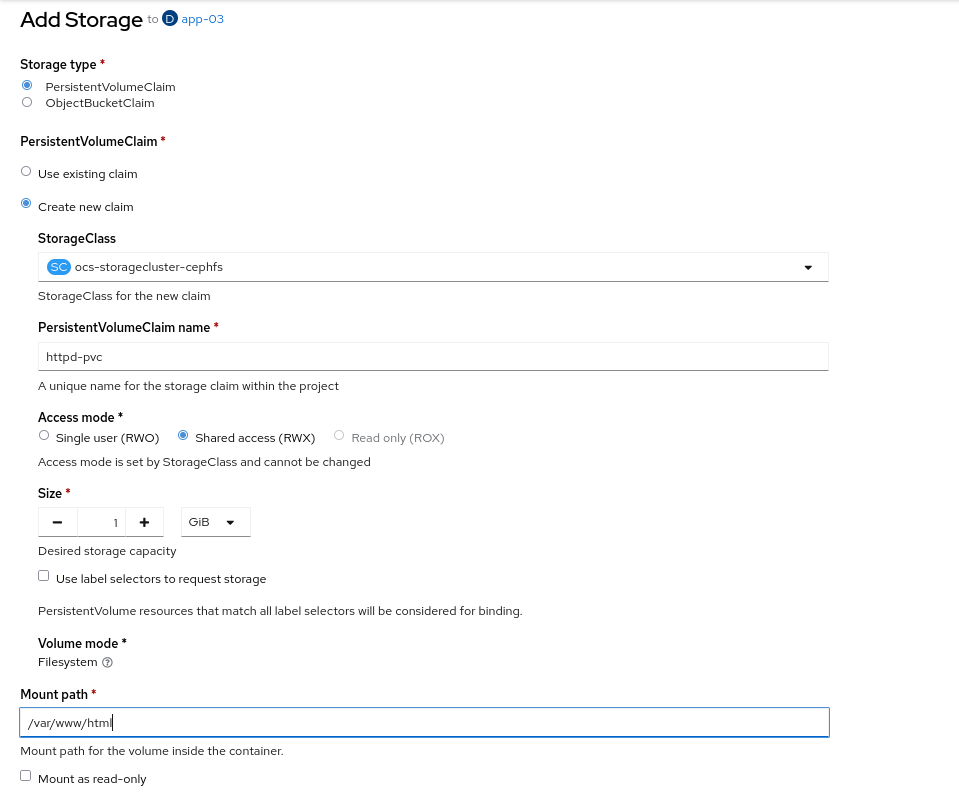 Add Storage to D app-03
Storage type *
PersistentVolumeClaim
ObjectBucketClaim
PersistentVolumeClaim *
Use existing claim
Create new claim
StorageClass
SC ocs-storagecluster-cephfs
StorageClass for the new claim
PersistentVolumeClaim name *
httpd-pvc
A unique name for the storage claim within the project
Access mode *
Single user (RWO) Shared access (RWX) Read only (ROX)
Access mode is set by StorageClass and cannot be changed
Size *
1 GiB
Desired storage capacity
Use label selectors to request storage
PersistentVolume resources that match all label selectors will be considered for binding.
Volume mode *
Filesystem
Mount path *
/var/www/html
Mount path for the volume inside the container.
Mount as read-only